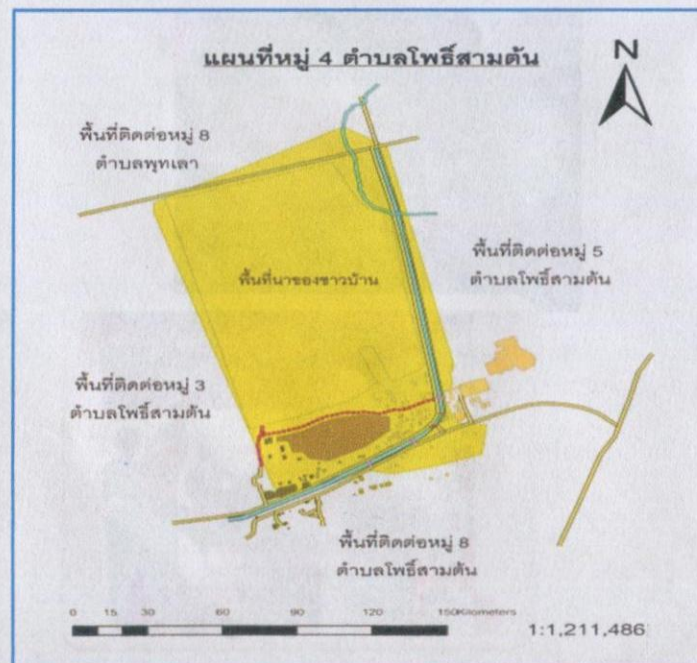 แผนที่หมู่ 4 ตำบลโพธิ์สามต้น
N
พื้นที่ติดต่อหมู่ 8
ตำบลพุทเลา
พื้นที่ติดต่อหมู่ 5
ตำบลโพธิ์สามต้น
พื้นที่นาของชาวบ้าน
พื้นที่ติดต่อหมู่ 3
ตำบลโพธิ์สามต้น
พื้นที่ติดต่อหมู่ 8
ตำบลโพธิ์สามต้น
0 15 30 60 90 120 150 Kilometers
1:1,211,486